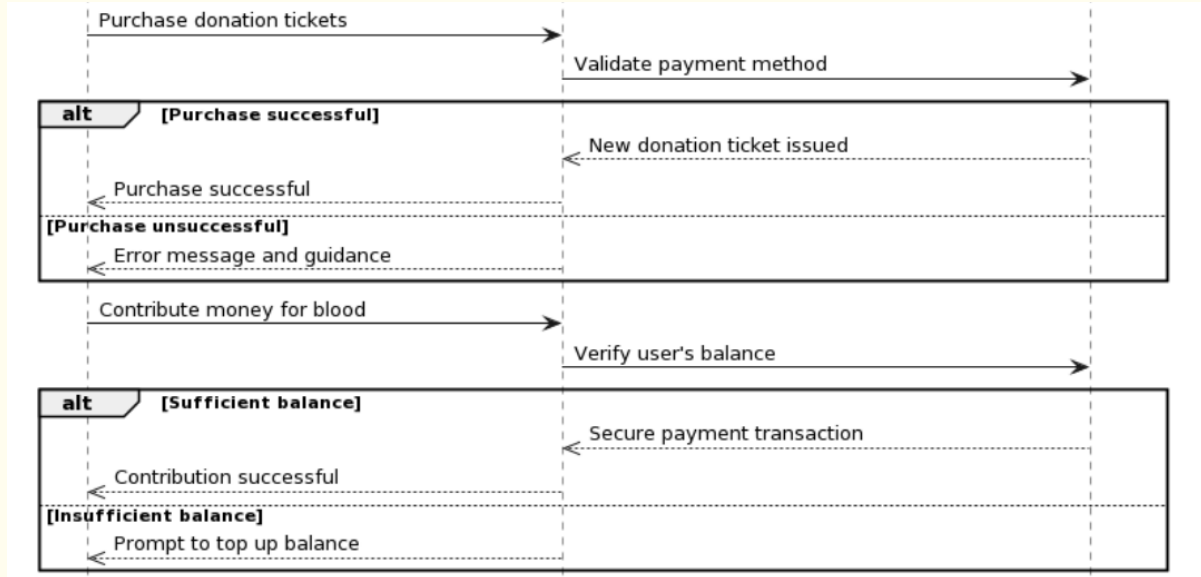 Purchase donation tickets
Validate payment method
alt [Purchase successful]
New donation ticket issued
Purchase successful
[Purchase unsuccessful]
Error message and guidance
Contribute money for blood
Verify user's balance
alt [Sufficient balance]
Secure payment transaction
Contribution successful
[Insufficient balance]
Prompt to top up balance